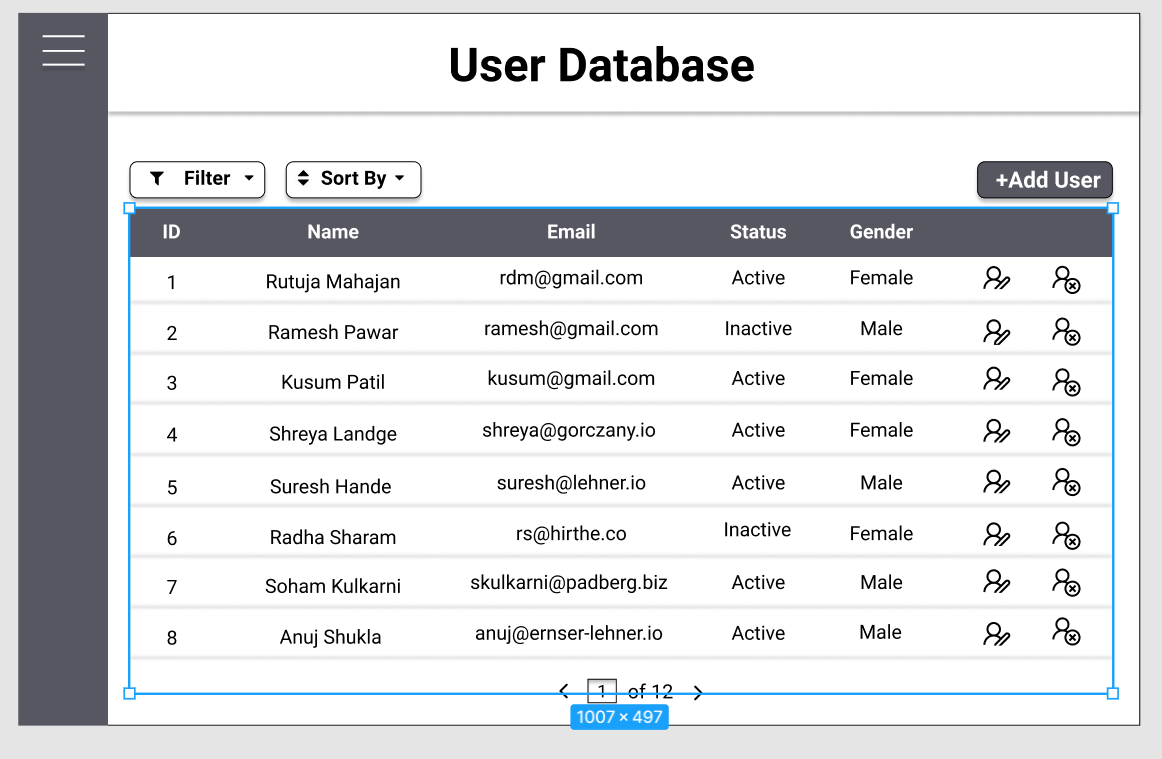 User Database
Filter Sort By +Add User
ID Name Email Status Gender
1 Rutuja Mahajan rdm@gmail.com Active Female
2 Ramesh Pawar ramesh@gmail.com Inactive Male
3 Kusum Patil kusum@gmail.com Active Female
4 Shreya Landge shreya@gorczany.io Active Female
5 Suresh Hande suresh@lehner.io Active Male
6 Radha Sharam rs@hirthe.co Inactive Female
7 Soham Kulkarni skulkarni@padberg.biz Active Male
8 Anuj Shukla anuj@ernser-lehner.io Active Male
1 of 12
1007 × 497